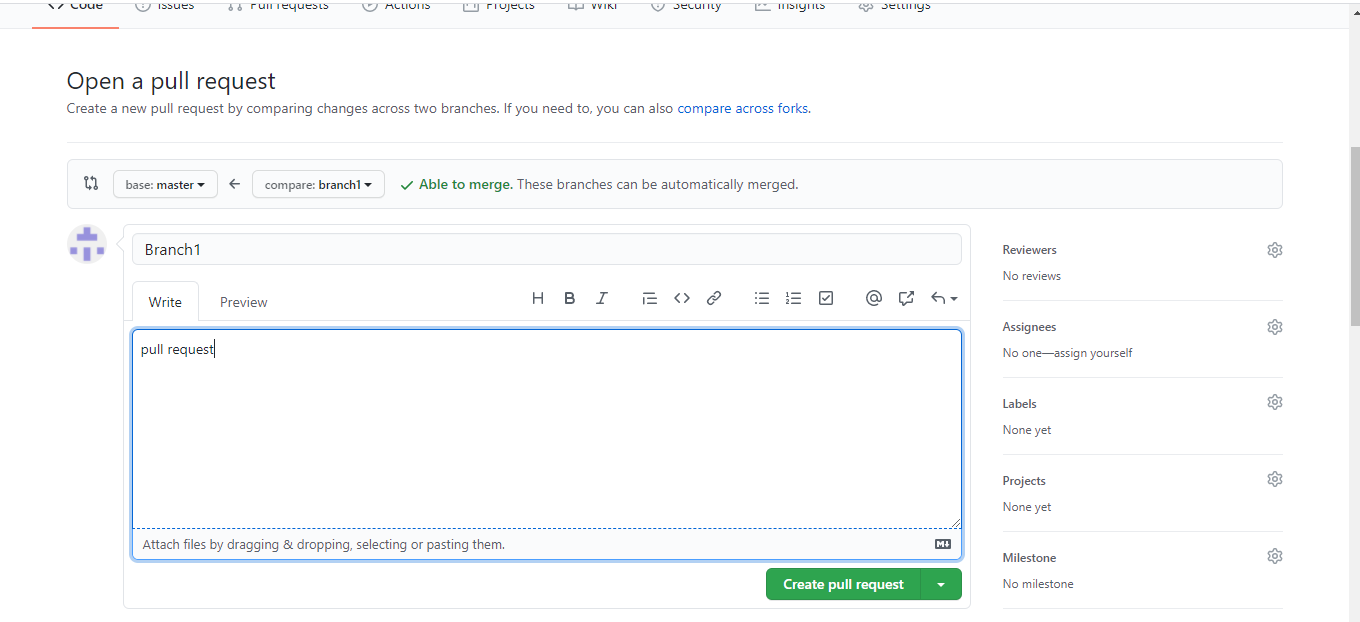 Code Issues Pull requests Actions Projects Wiki Security Insights Settings
Open a pull request
Create a new pull request by comparing changes across two branches. If you need to, you can also compare across forks.
base: master compare: branch1 Able to merge. These branches can be automatically merged.
Branch1
Write Preview
pull request
Attach files by dragging & dropping, selecting or pasting them.
Create pull request
Reviewers
No reviews
Assignees
No one—assign yourself
Labels
None yet
Projects
None yet
Milestone
No milestone